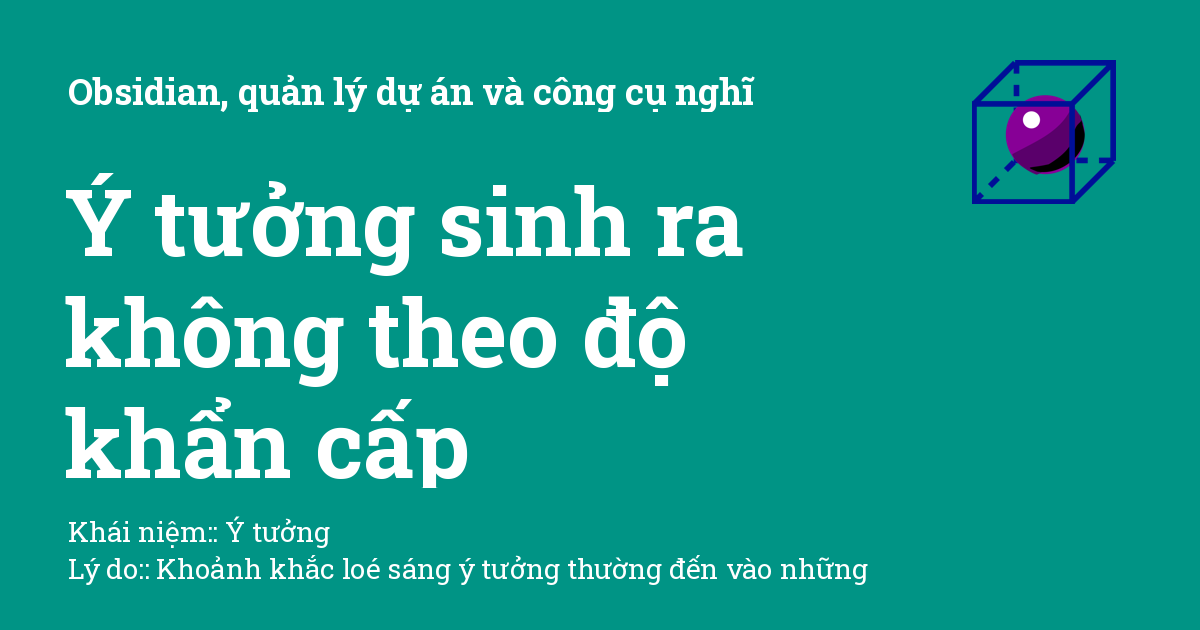 Obsidian, quản lý dự án và công cụ nghĩ
Ý tưởng sinh ra
không theo độ
khẩn cấp
Khái niệm:: Ý tưởng
Lý do:: Khoảnh khắc loé sáng ý tưởng thường đến vào những